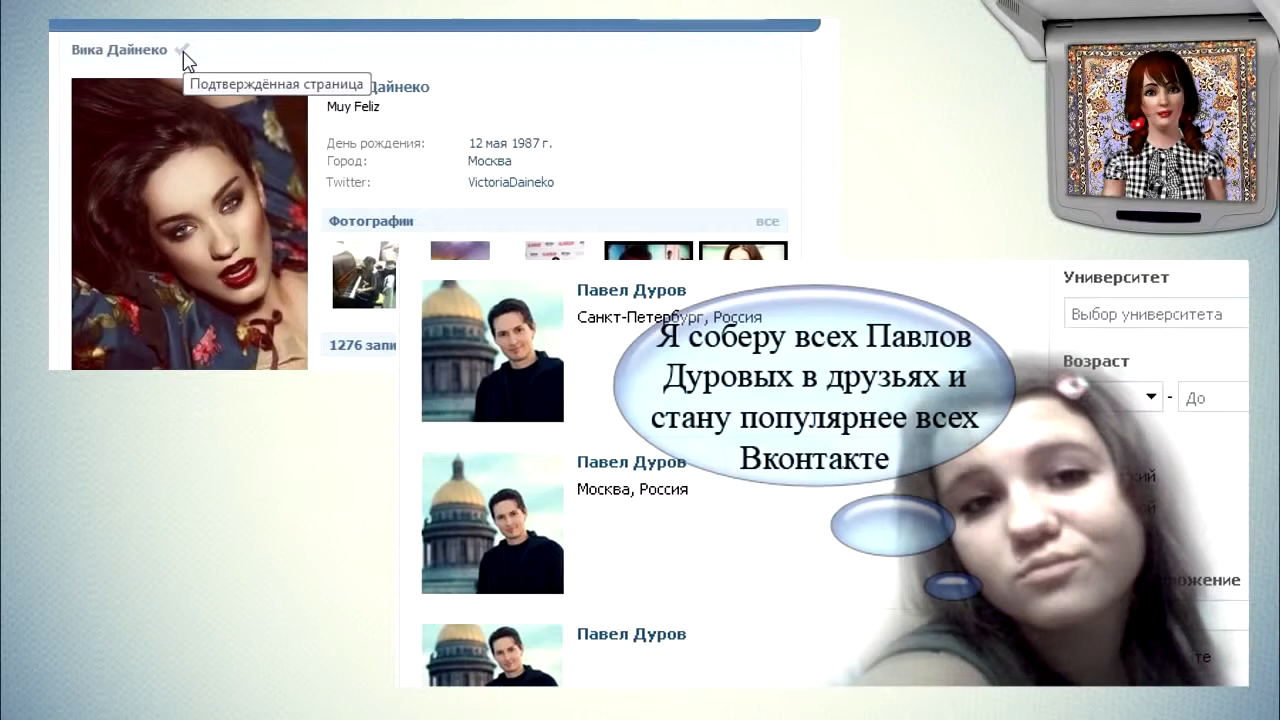 Вика Дайнеко
Подтверждённая страница
Дайнеко
Muy Feliz
День рождения: 12 мая 1987 г.
Город: Москва
Twitter: VictoriaDaineko
Фотографии все
1276 запи
Павел Дуров
Санкт-Петербург, Россия
Павел Дуров
Москва, Россия
Павел Дуров
Я соберу всех Павлов
Дуровых в друзьях и
стану популярнее всех
Вконтакте
Университет
Выбор университета
Возраст
- До